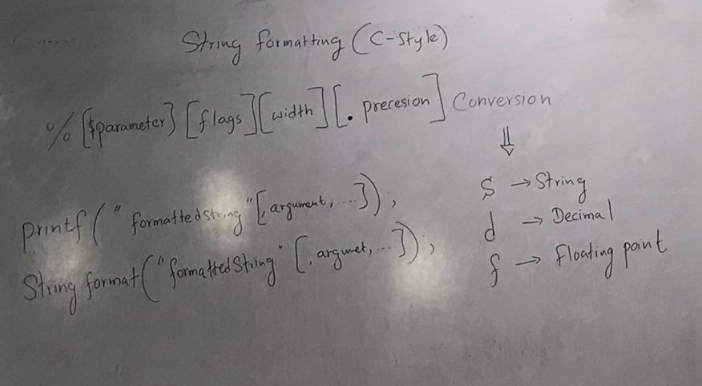 String formatting (C-Style)
% [$parameter} [flags] [width] [. precesion] Conversion
⇓
printf ("formattedstring" [, argument, ...]);
String format("formattedString" [, argumet, ...]);
S → String
d → Decimal
f → Floating point